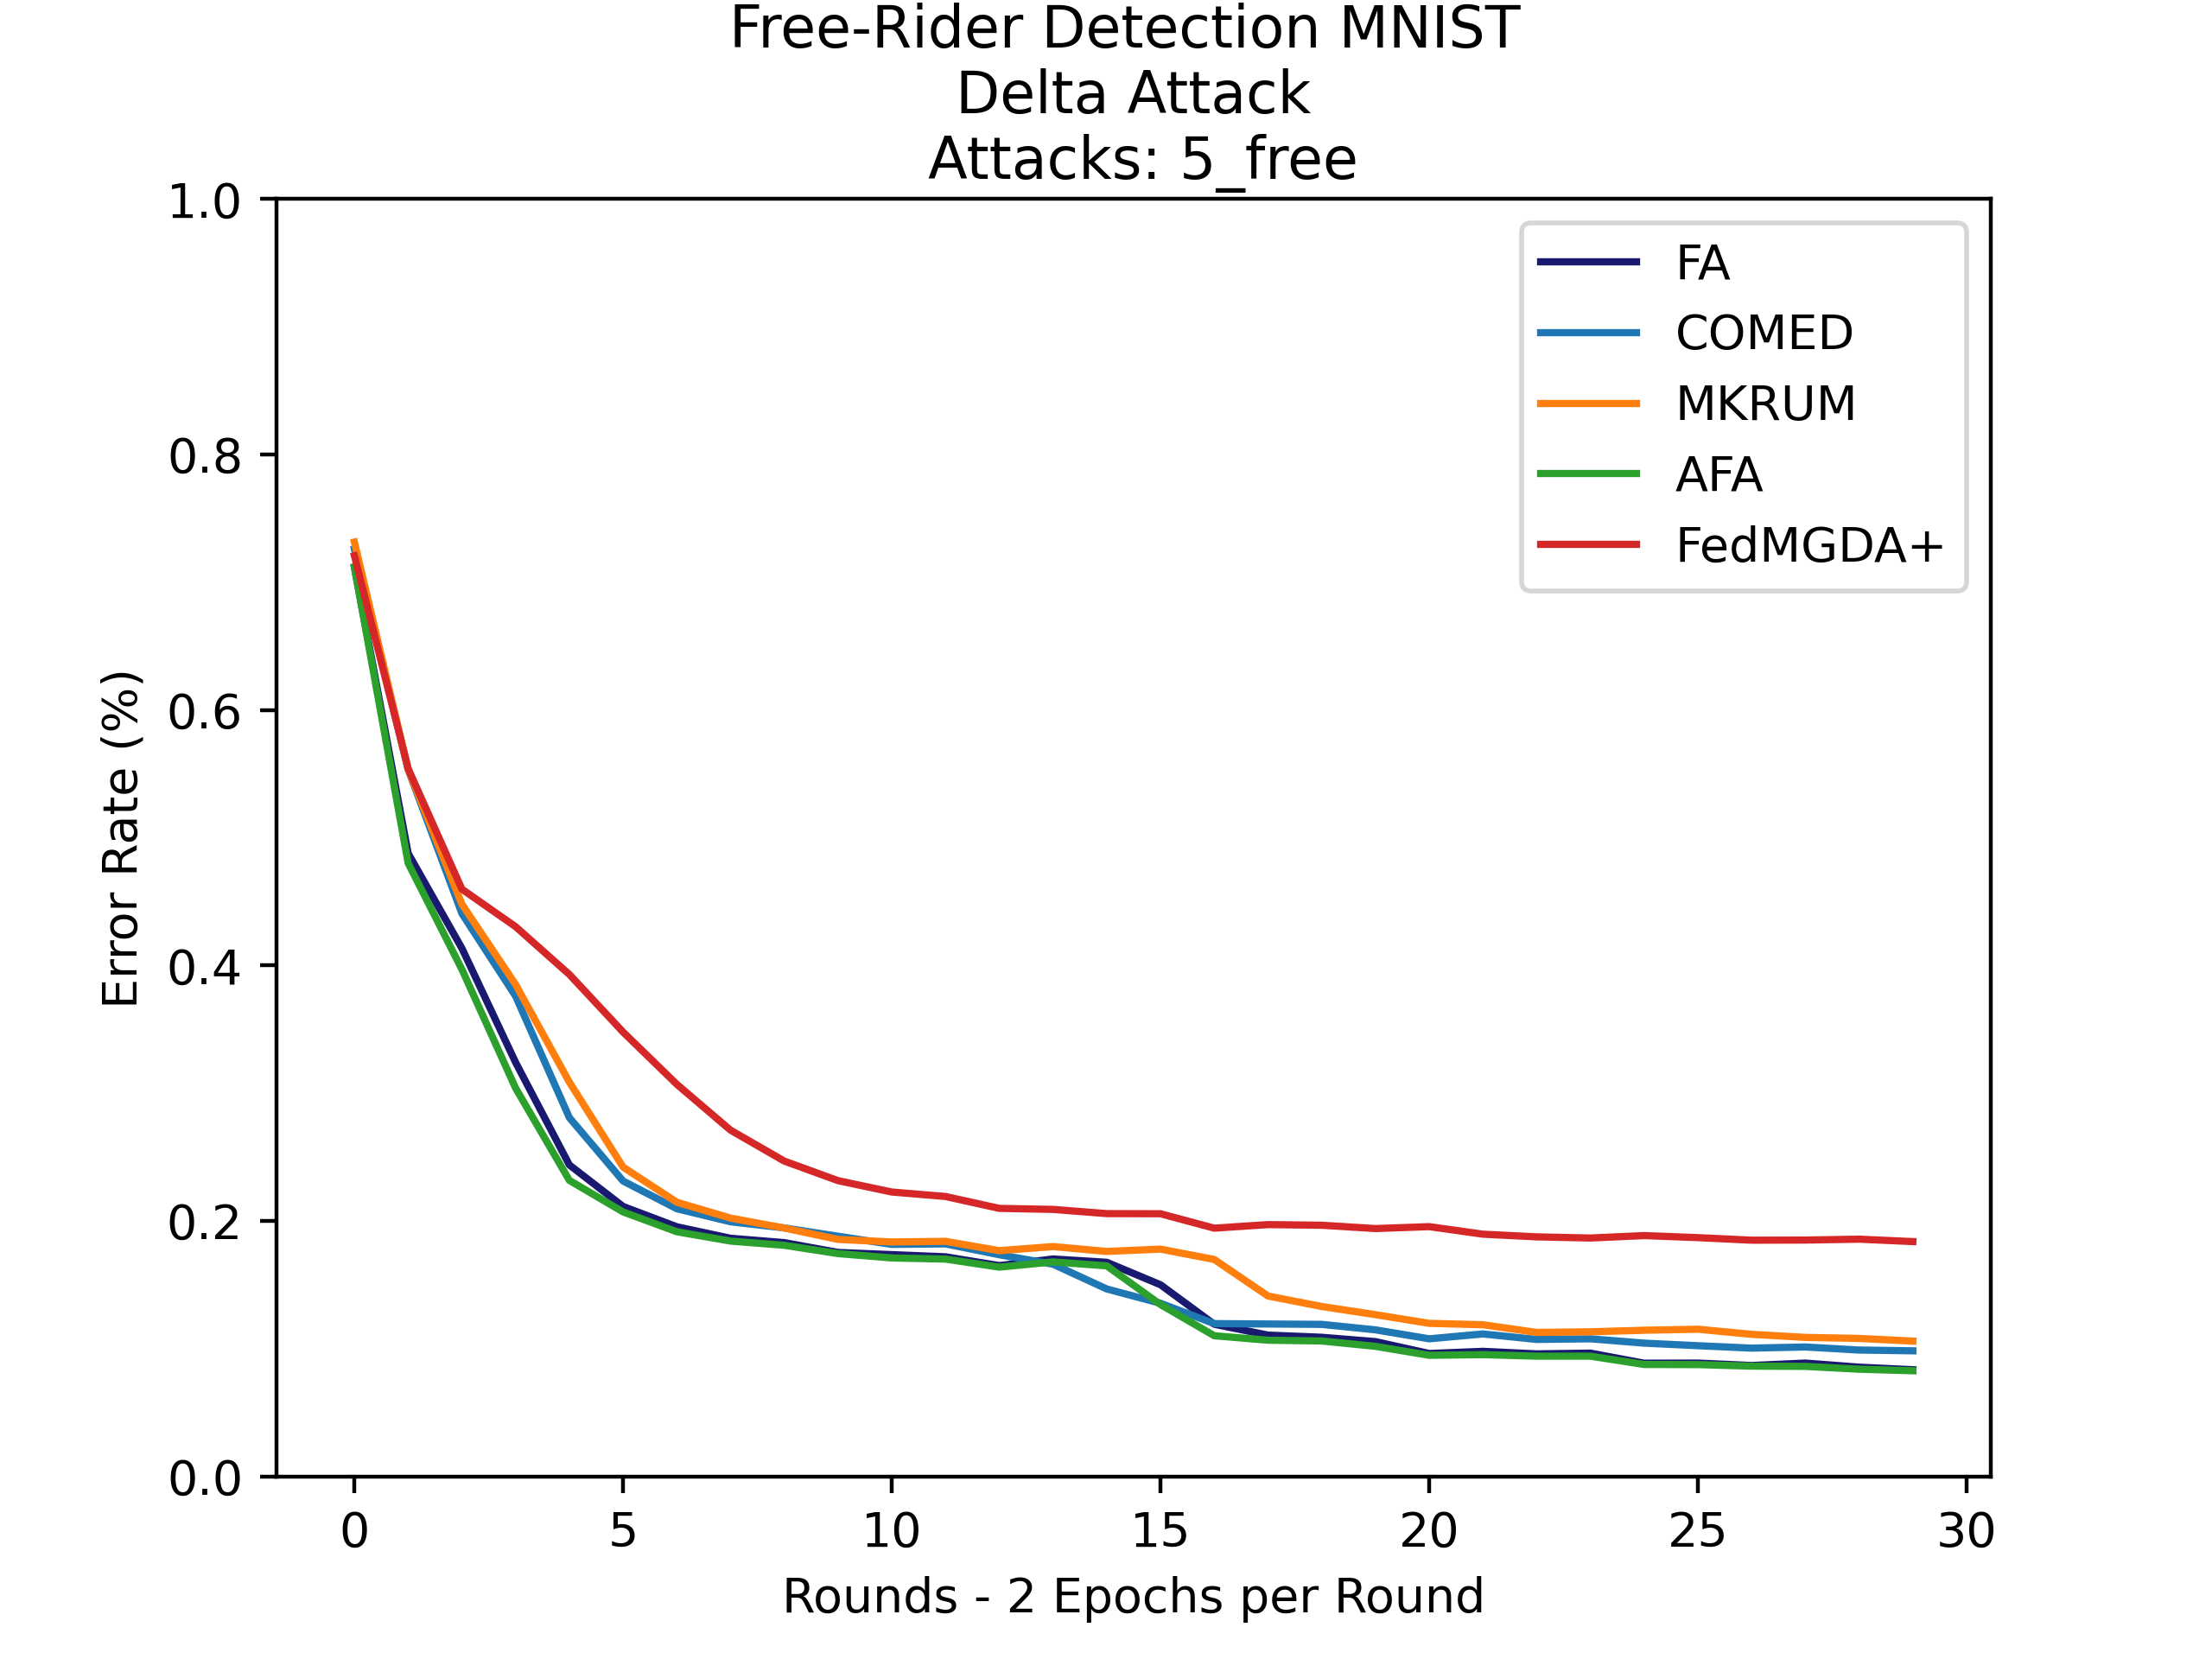 Free-Rider Detection MNIST
Delta Attack
Attacks: 5_free
1.0
0.8
0.6
0.4
0.2
0.0
Error Rate (%)
FA
COMED
MKRUM
AFA
FedMGDA+
0 5 10 15 20 25 30
Rounds - 2 Epochs per Round